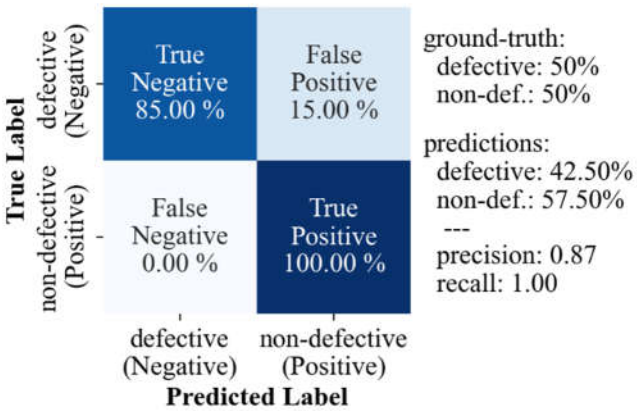 True Label
defective
(Negative)
non-defective
(Positive)
True
Negative
85.00 %
False
Positive
15.00 %
False
Negative
0.00 %
True
Positive
100.00 %
defective
(Negative)
non-defective
(Positive)
Predicted Label
ground-truth:
defective: 50%
non-def.: 50%
predictions:
defective: 42.50%
non-def.: 57.50%
---
precision: 0.87
recall: 1.00